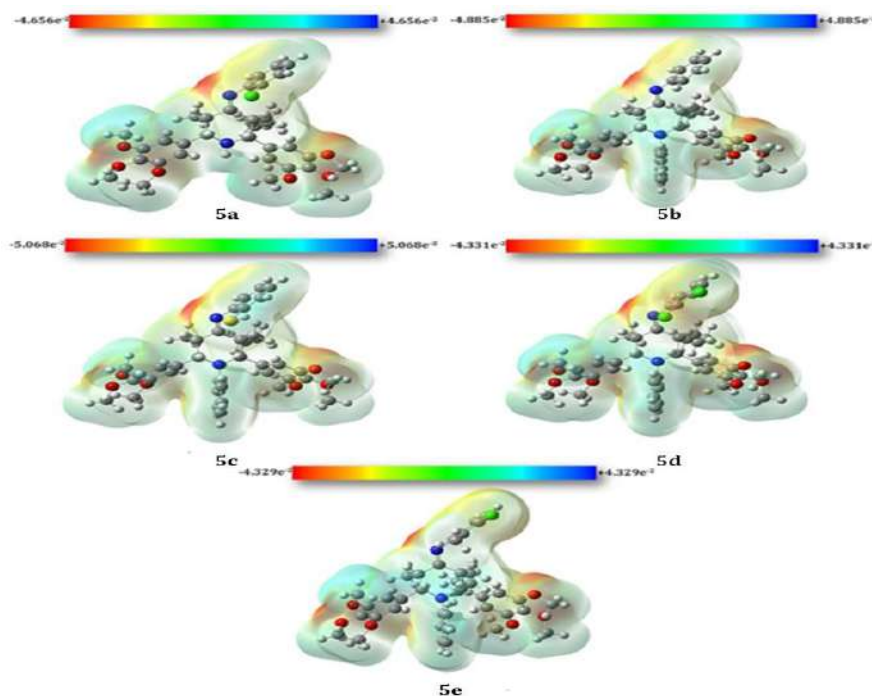 -4.656e⁻² +4.656e⁻²
-4.885e⁻² +4.885e⁻²
5a
5b
-5.068e⁻² +5.068e⁻²
-4.331e⁻² +4.331e⁻²
5c
5d
-4.329e⁻² +4.329e⁻²
5e